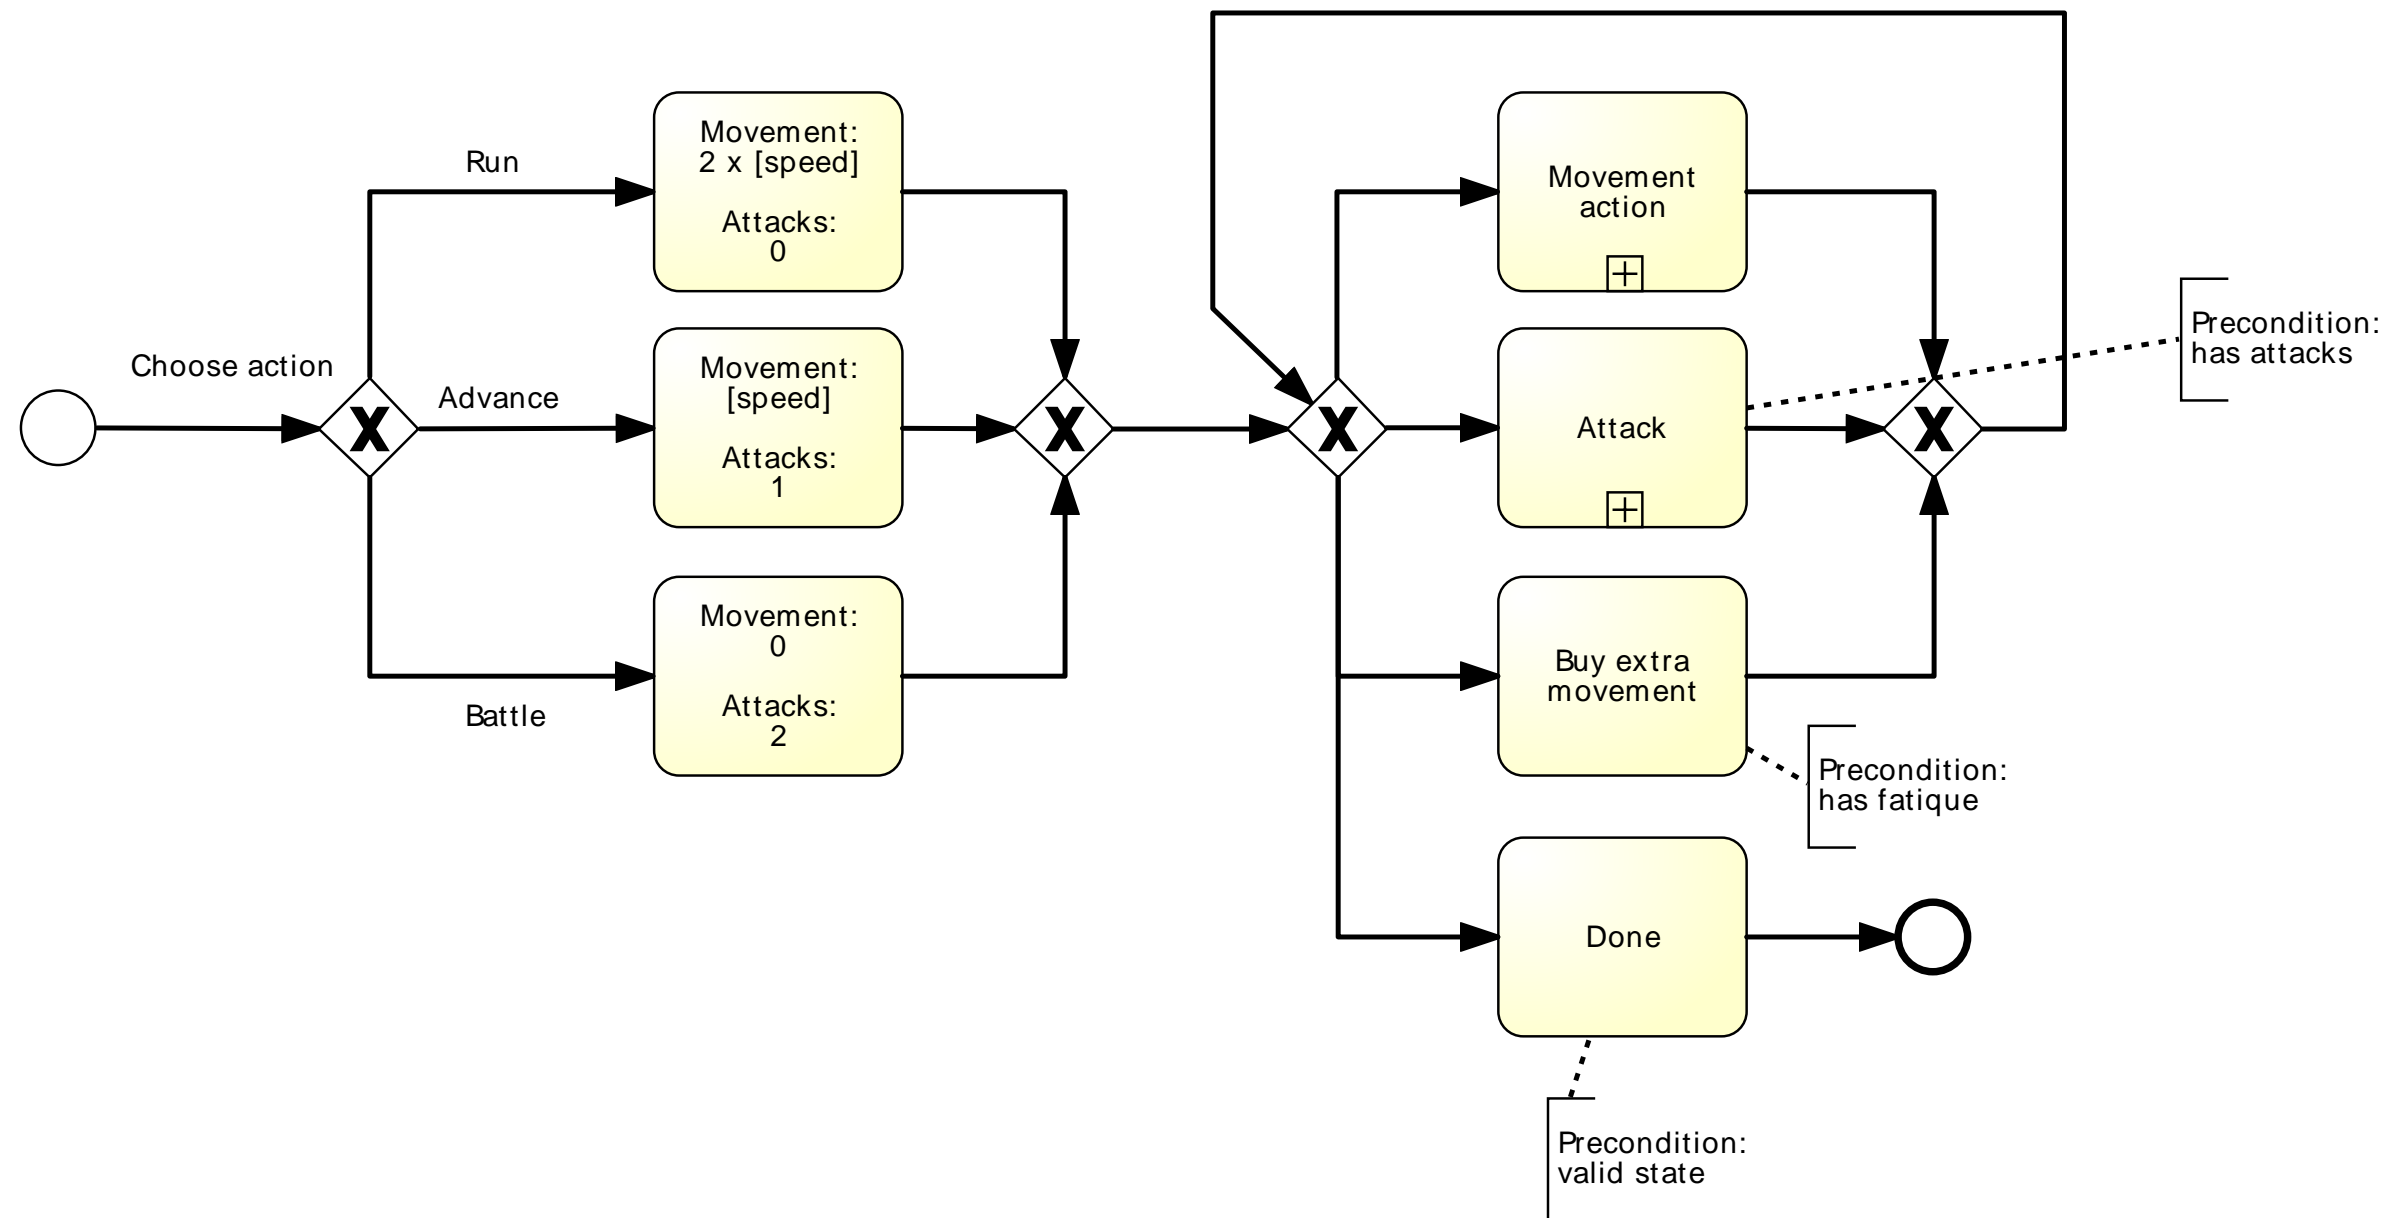 Choose action
Run
Advance
Battle
Movement:
2 x [speed]
Attacks:
0
Movement:
[speed]
Attacks:
1
Movement:
0
Attacks:
2
Movement
action
Attack
Buy extra
movement
Done
Precondition:
has attacks
Precondition:
has fatique
Precondition:
valid state